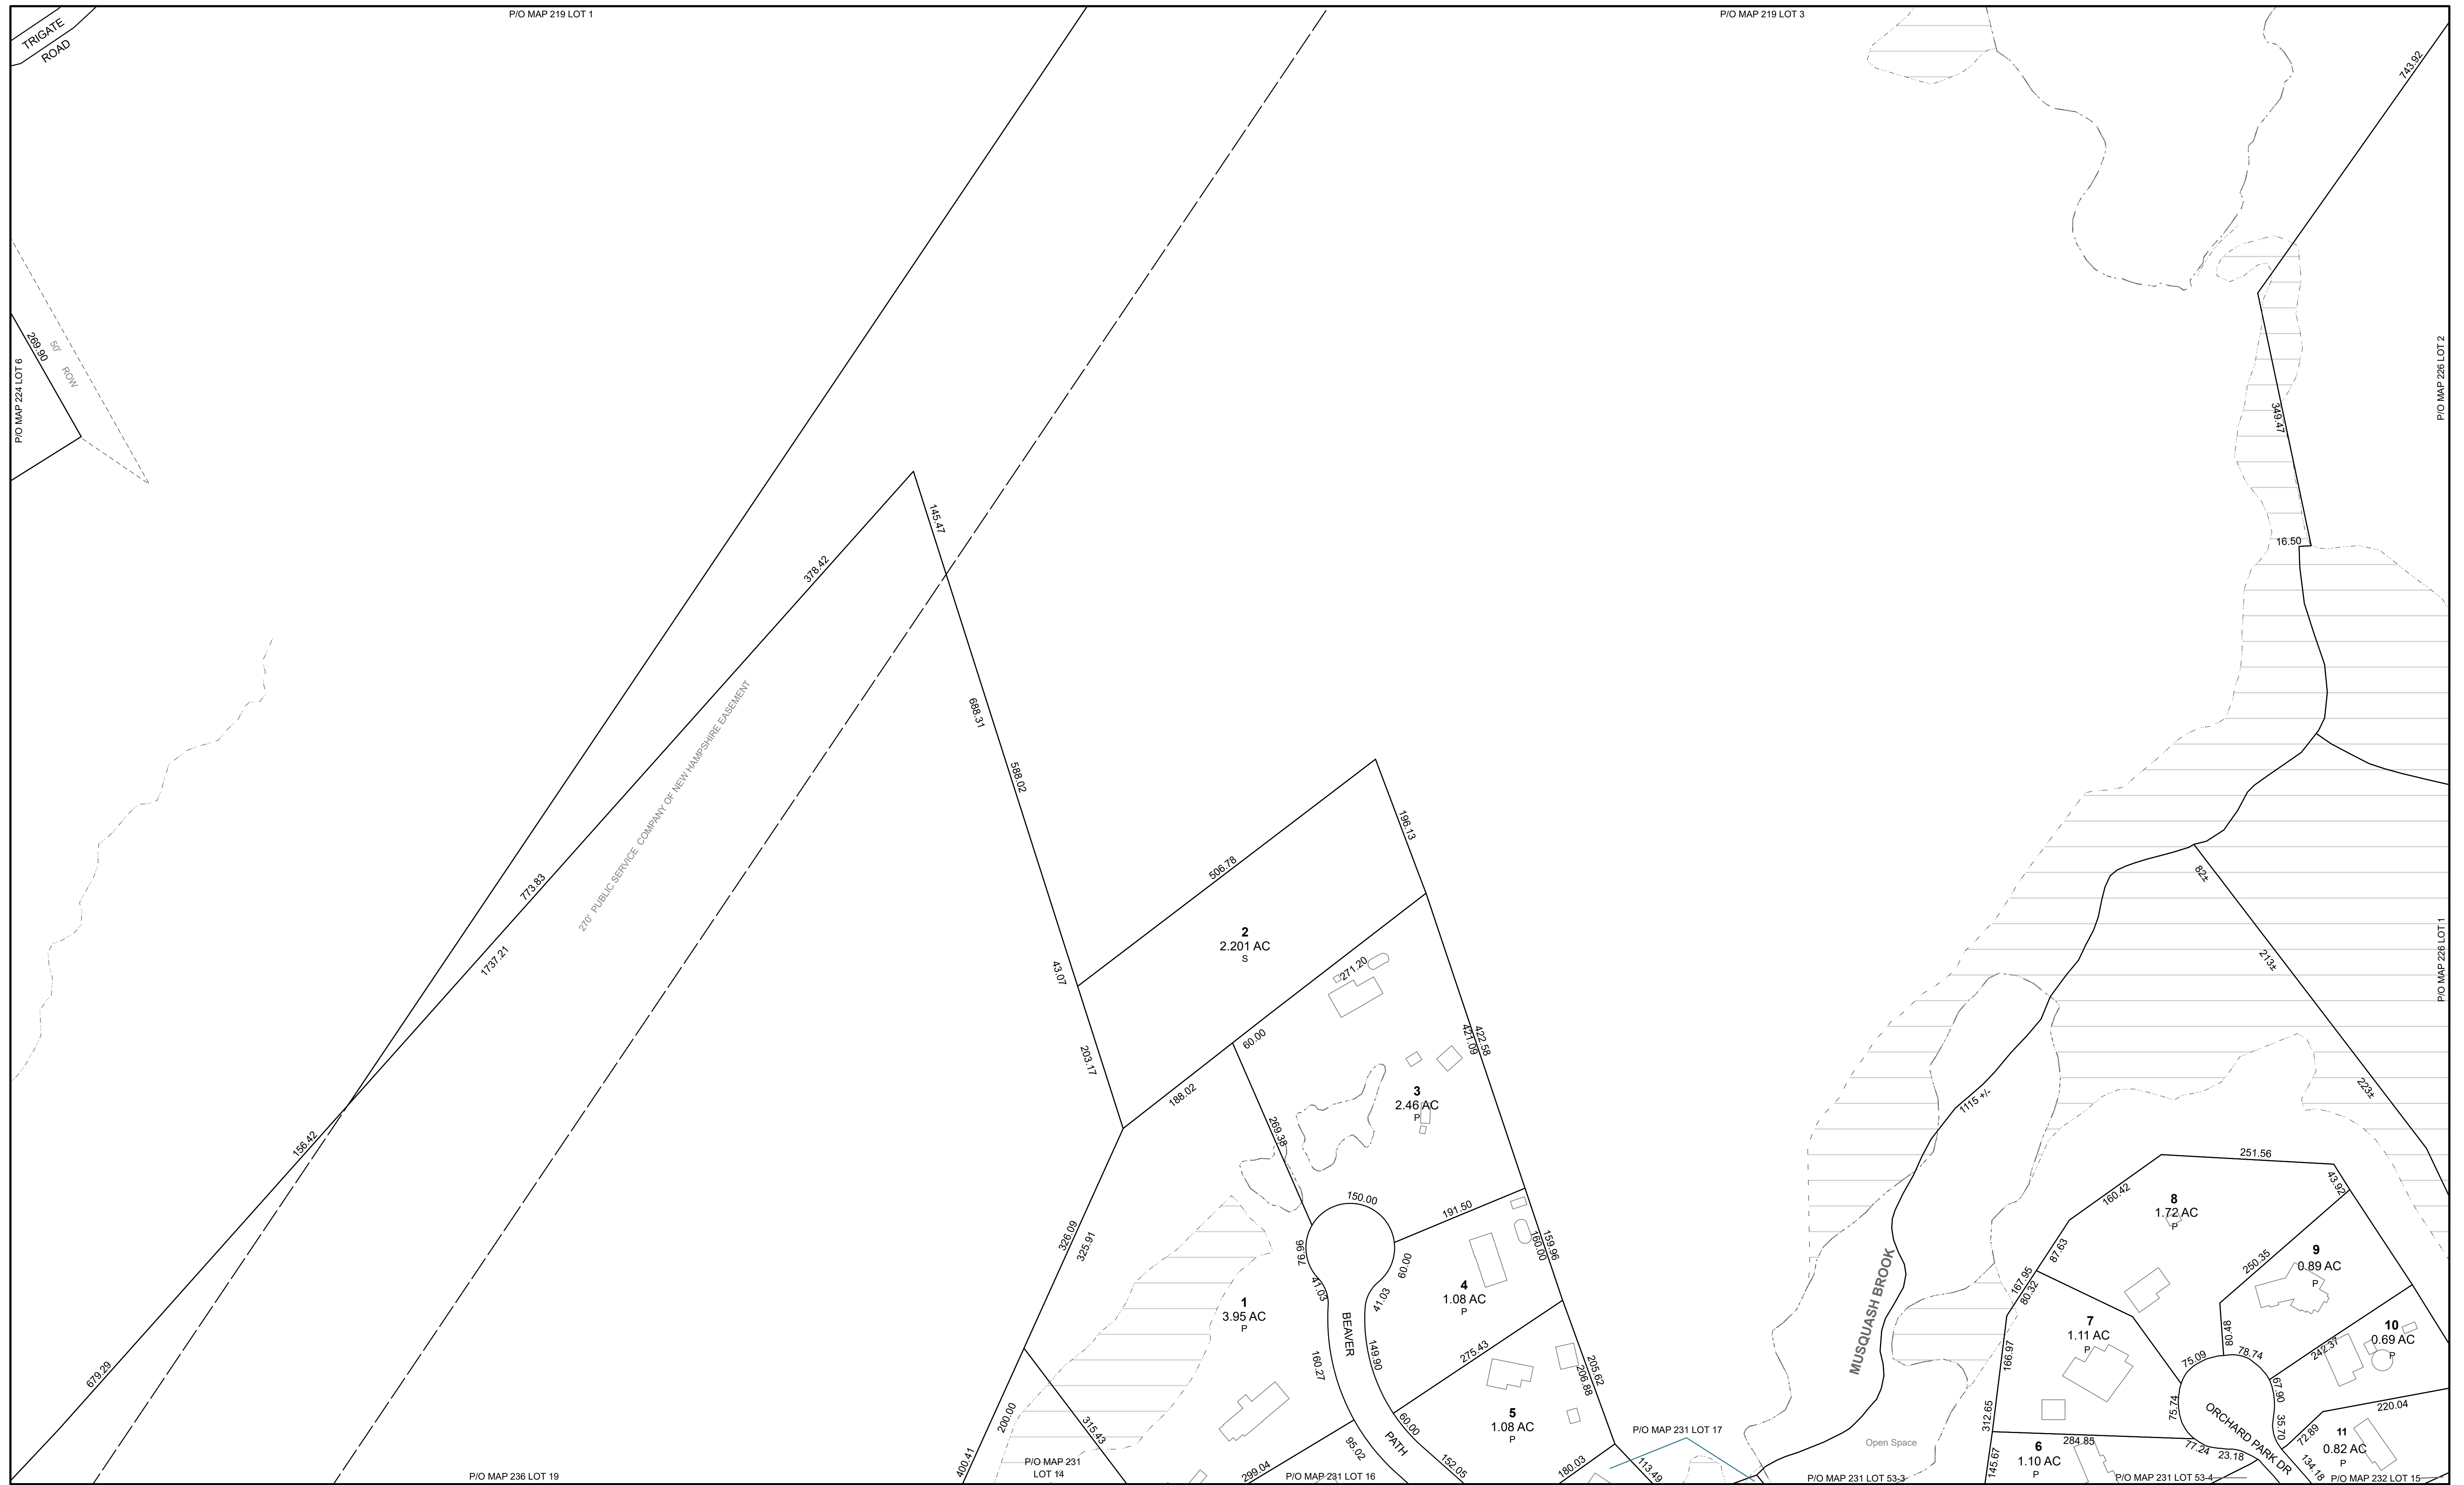 P/O MAP 219 LOT 1
P/O MAP 219 LOT 3
TRIGATE
ROAD
743.92
269.90
50'
ROW
P/O MAP 224 LOT 6
P/O MAP 226 LOT 2
349.47
16.50
145.47
378.42
688.31
588.02
270' PUBLIC SERVICE COMPANY OF NEW HAMPSHIRE EASEMENT
773.83
1737.21
196.13
506.78
2
2.201 AC
S
43.07
271.20
82±
213±
P/O MAP 226 LOT 1
203.17
60.00
188.02
422.58
421.09
3
2.46 AC
P
269.38
1115 +/-
223±
156.42
150.00
191.50
251.56
43.92
160.42
8
1.72 AC
P
326.09
325.91
79.96
41.03
60.00
41.03
159.96
160.00
87.63
250.35
9
0.89 AC
P
167.95
80.32
4
1.08 AC
P
1
3.95 AC
P
MUSQUASH BROOK
BEAVER
PATH
160.27
149.90
275.43
205.62
206.88
7
1.11 AC
P
166.97
75.09
80.48
78.74
242.37
10
0.69 AC
P
679.29
200.00
315.43
95.02
60.00
5
1.08 AC
P
75.74
67.90
35.70
220.04
312.65
ORCHARD PARK DR
72.89
11
0.82 AC
P
P/O MAP 231 LOT 17
Open Space
284.85
77.24
23.18
6
1.10 AC
P
145.67
134.18
400.41
P/O MAP 231
LOT 14
299.04
152.05
180.03
113.49
P/O MAP 236 LOT 19
P/O MAP 231 LOT 16
P/O MAP 231 LOT 53-3
P/O MAP 231 LOT 53-4
P/O MAP 232 LOT 15